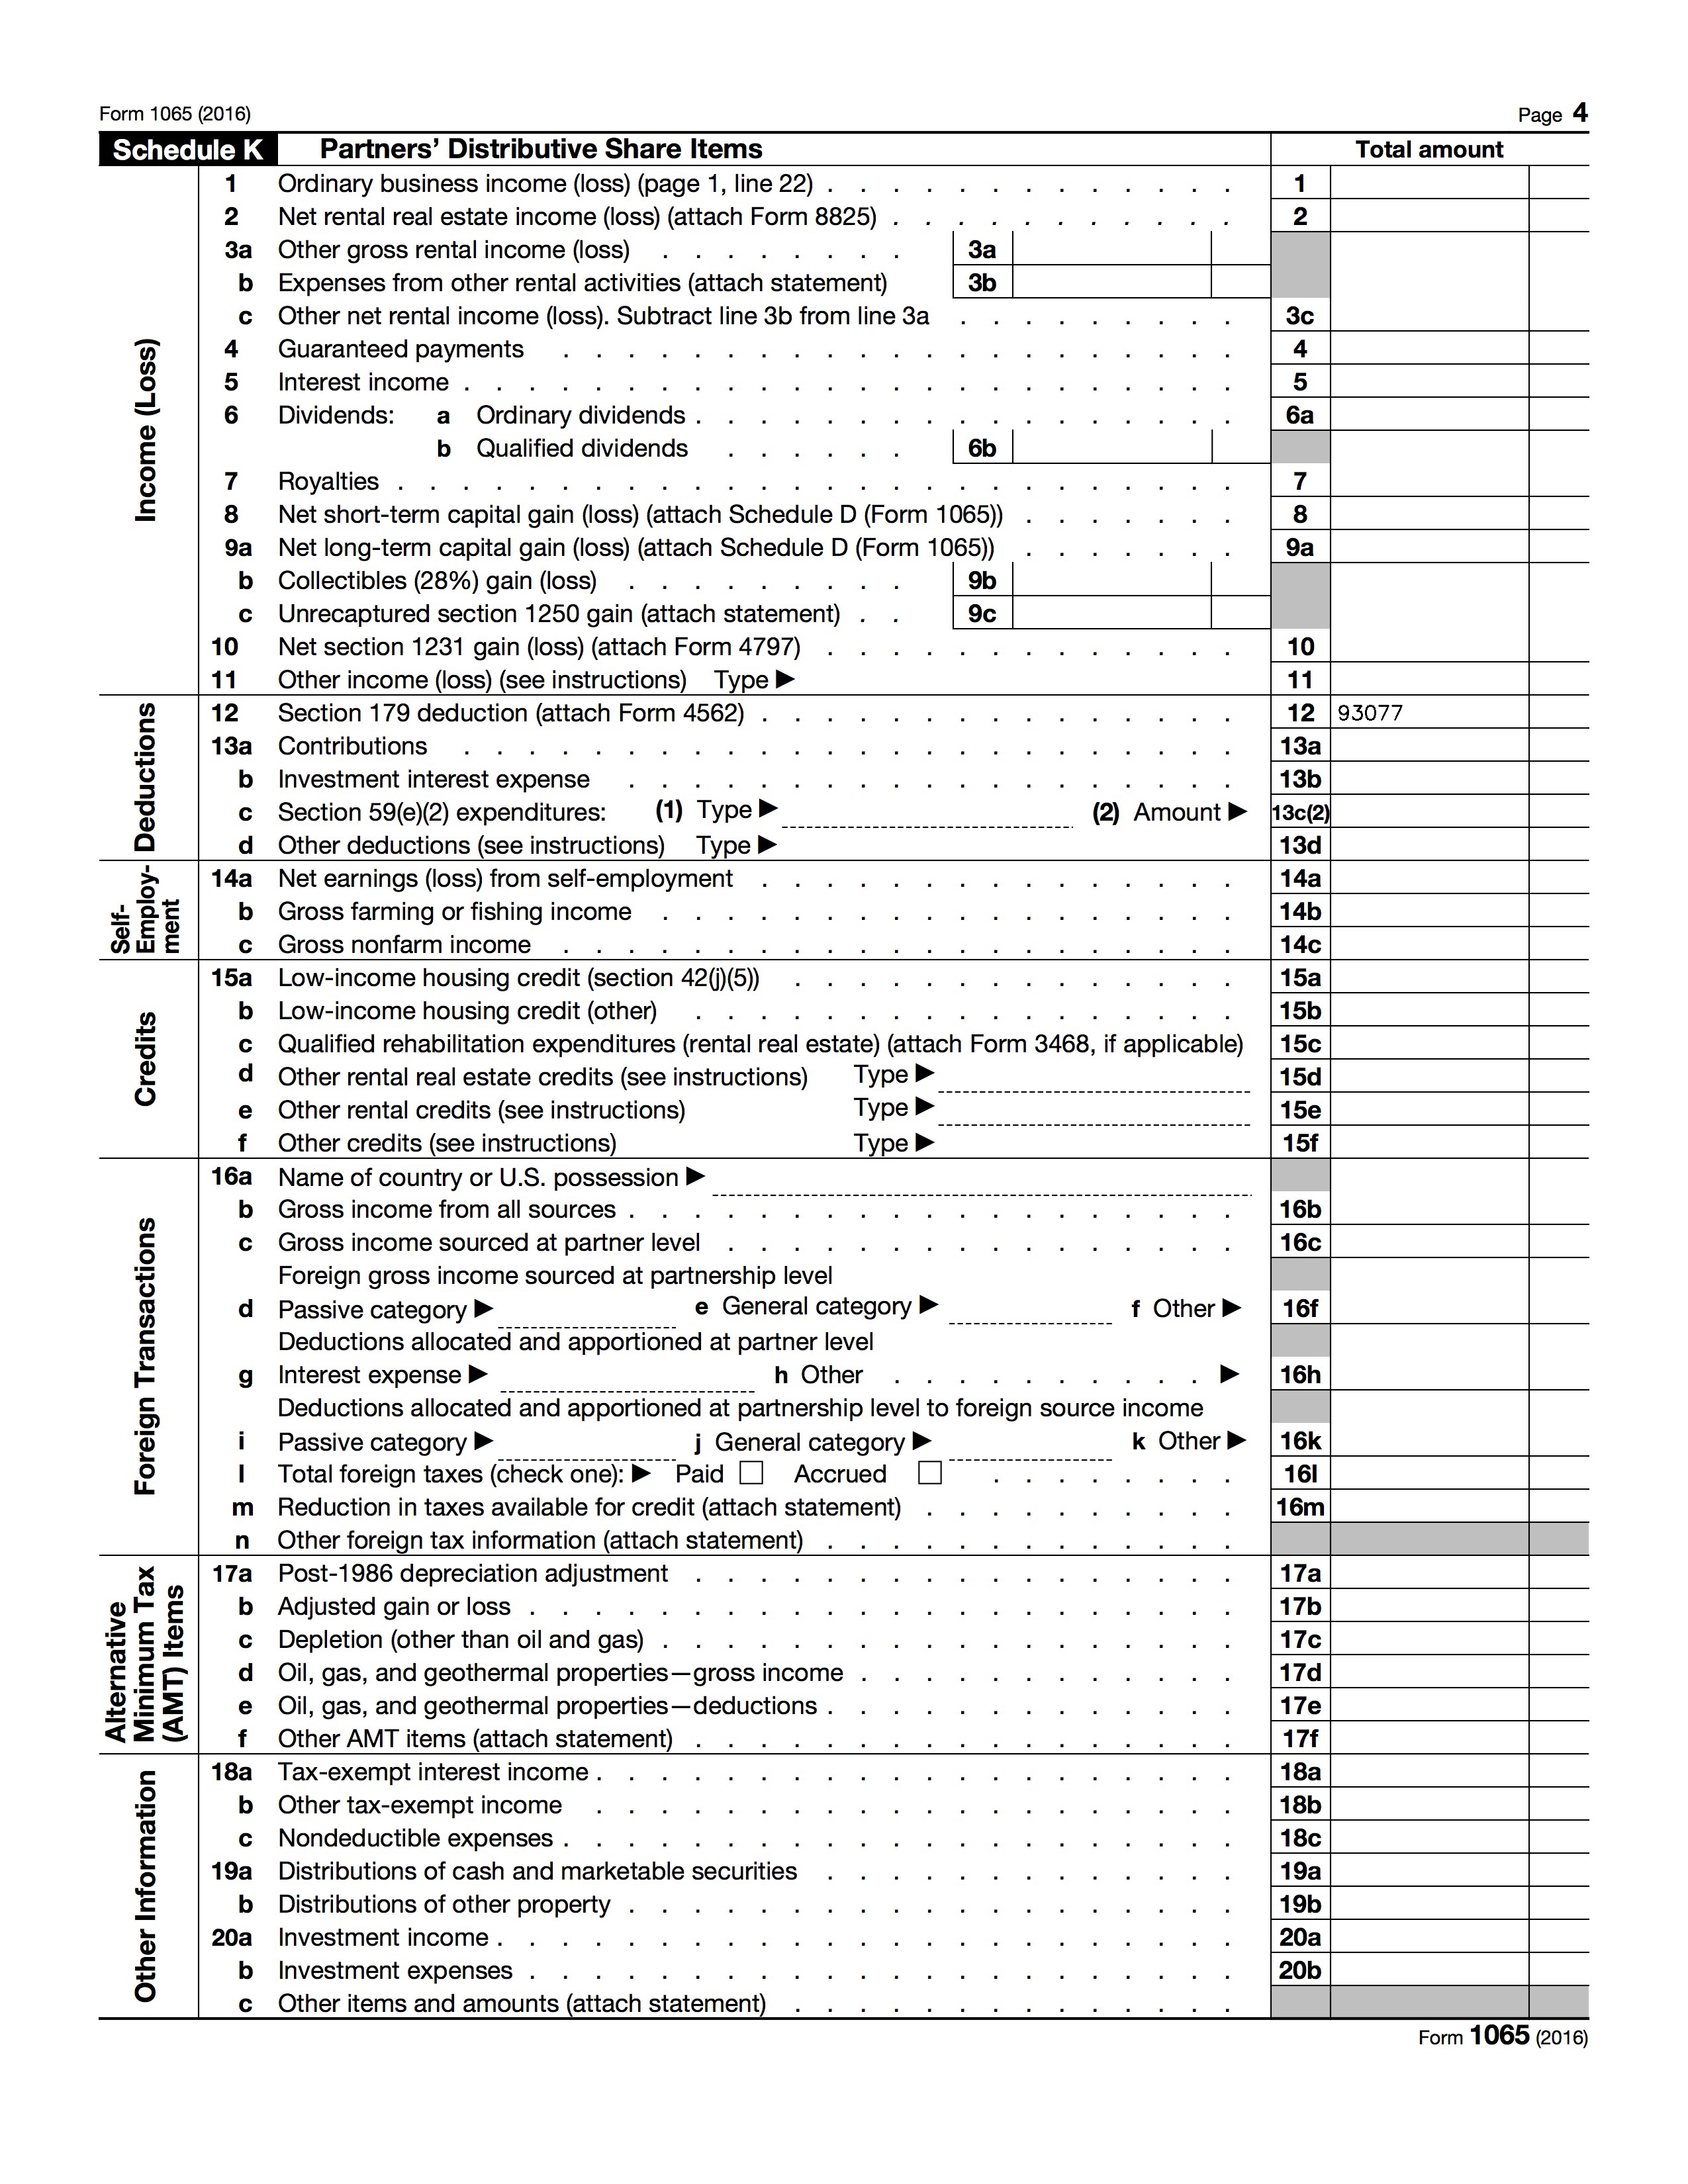 Form 1065 (2016) Page 4
Schedule K Partners' Distributive Share Items Total amount
Income (Loss)
1 Ordinary business income (loss) (page 1, line 22) . . . . . . . . . . . . . 1
2 Net rental real estate income (loss) (attach Form 8825) . . . . . . . . . . . 2
3a Other gross rental income (loss) . . . . . . . . 3a
b Expenses from other rental activities (attach statement) 3b
c Other net rental income (loss). Subtract line 3b from line 3a . . . . . . . . . 3c
4 Guaranteed payments . . . . . . . . . . . . . . . . . . . . . 4
5 Interest income . . . . . . . . . . . . . . . . . . . . . . . . 5
6 Dividends: a Ordinary dividends . . . . . . . . . . . . . . . . . 6a
b Qualified dividends . . . . . . 6b
7 Royalties . . . . . . . . . . . . . . . . . . . . . . . . . . 7
8 Net short-term capital gain (loss) (attach Schedule D (Form 1065)) . . . . . . . 8
9a Net long-term capital gain (loss) (attach Schedule D (Form 1065)) . . . . . . . 9a
b Collectibles (28%) gain (loss) . . . . . . . . . 9b
c Unrecaptured section 1250 gain (attach statement) . . 9c
10 Net section 1231 gain (loss) (attach Form 4797) . . . . . . . . . . . . . 10
11 Other income (loss) (see instructions) Type ▶ 11
Deductions
12 Section 179 deduction (attach Form 4562) . . . . . . . . . . . . . . . 12 93077
13a Contributions . . . . . . . . . . . . . . . . . . . . . . . . 13a
b Investment interest expense . . . . . . . . . . . . . . . . . . . 13b
c Section 59(e)(2) expenditures: (1) Type ▶ (2) Amount ▶ 13c(2)
d Other deductions (see instructions) Type ▶ 13d
Self-Employ-ment
14a Net earnings (loss) from self-employment . . . . . . . . . . . . . . . 14a
b Gross farming or fishing income . . . . . . . . . . . . . . . . . . 14b
c Gross nonfarm income . . . . . . . . . . . . . . . . . . . . . 14c
Credits
15a Low-income housing credit (section 42(j)(5)) . . . . . . . . . . . . . . 15a
b Low-income housing credit (other) . . . . . . . . . . . . . . . . . 15b
c Qualified rehabilitation expenditures (rental real estate) (attach Form 3468, if applicable) 15c
d Other rental real estate credits (see instructions) Type ▶ 15d
e Other rental credits (see instructions) Type ▶ 15e
f Other credits (see instructions) Type ▶ 15f
Foreign Transactions
16a Name of country or U.S. possession ▶
b Gross income from all sources . . . . . . . . . . . . . . . . . . . 16b
c Gross income sourced at partner level . . . . . . . . . . . . . . . . 16c
Foreign gross income sourced at partnership level
d Passive category ▶ e General category ▶ f Other ▶ 16f
Deductions allocated and apportioned at partner level
g Interest expense ▶ h Other . . . . . . . . . . ▶ 16h
Deductions allocated and apportioned at partnership level to foreign source income
i Passive category ▶ j General category ▶ k Other ▶ 16k
l Total foreign taxes (check one): ▶ Paid ☐ Accrued ☐ . . . . . . . . 16l
m Reduction in taxes available for credit (attach statement) . . . . . . . . . . 16m
n Other foreign tax information (attach statement) . . . . . . . . . . . . .
Alternative Minimum Tax (AMT) Items
17a Post-1986 depreciation adjustment . . . . . . . . . . . . . . . . . 17a
b Adjusted gain or loss . . . . . . . . . . . . . . . . . . . . . . 17b
c Depletion (other than oil and gas) . . . . . . . . . . . . . . . . . . 17c
d Oil, gas, and geothermal properties—gross income . . . . . . . . . . . . 17d
e Oil, gas, and geothermal properties—deductions . . . . . . . . . . . . . 17e
f Other AMT items (attach statement) . . . . . . . . . . . . . . . . . 17f
Other Information
18a Tax-exempt interest income . . . . . . . . . . . . . . . . . . . . 18a
b Other tax-exempt income . . . . . . . . . . . . . . . . . . . . 18b
c Nondeductible expenses . . . . . . . . . . . . . . . . . . . . . 18c
19a Distributions of cash and marketable securities . . . . . . . . . . . . . 19a
b Distributions of other property . . . . . . . . . . . . . . . . . . . 19b
20a Investment income . . . . . . . . . . . . . . . . . . . . . . . 20a
b Investment expenses . . . . . . . . . . . . . . . . . . . . . . 20b
c Other items and amounts (attach statement) . . . . . . . . . . . . . .
Form 1065 (2016)